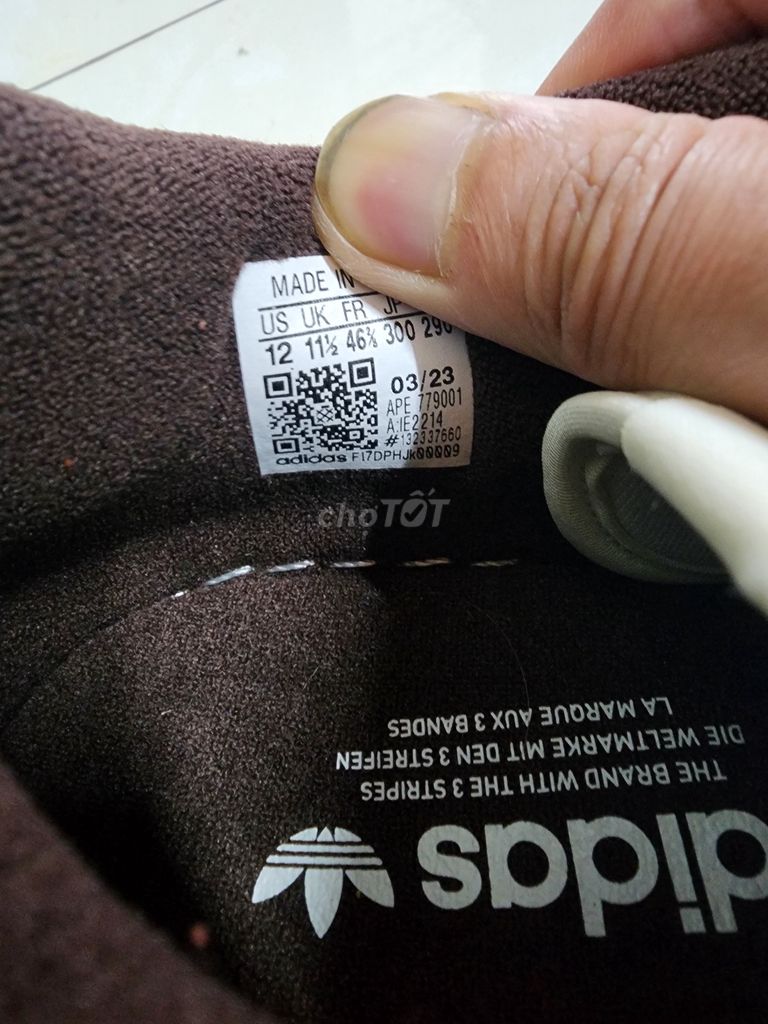 MADE IN
US UK FR JP
12 11½ 46⅔ 300 290
03/23
APE 779001
A:IE2214
#132337660
adidas F17DPHJk00009
choTỐT
LA MARQUE AUX 3 BANDES
DIE WELTMARKE MIT DEN 3 STREIFEN
THE BRAND WITH THE 3 STRIPES
adidas